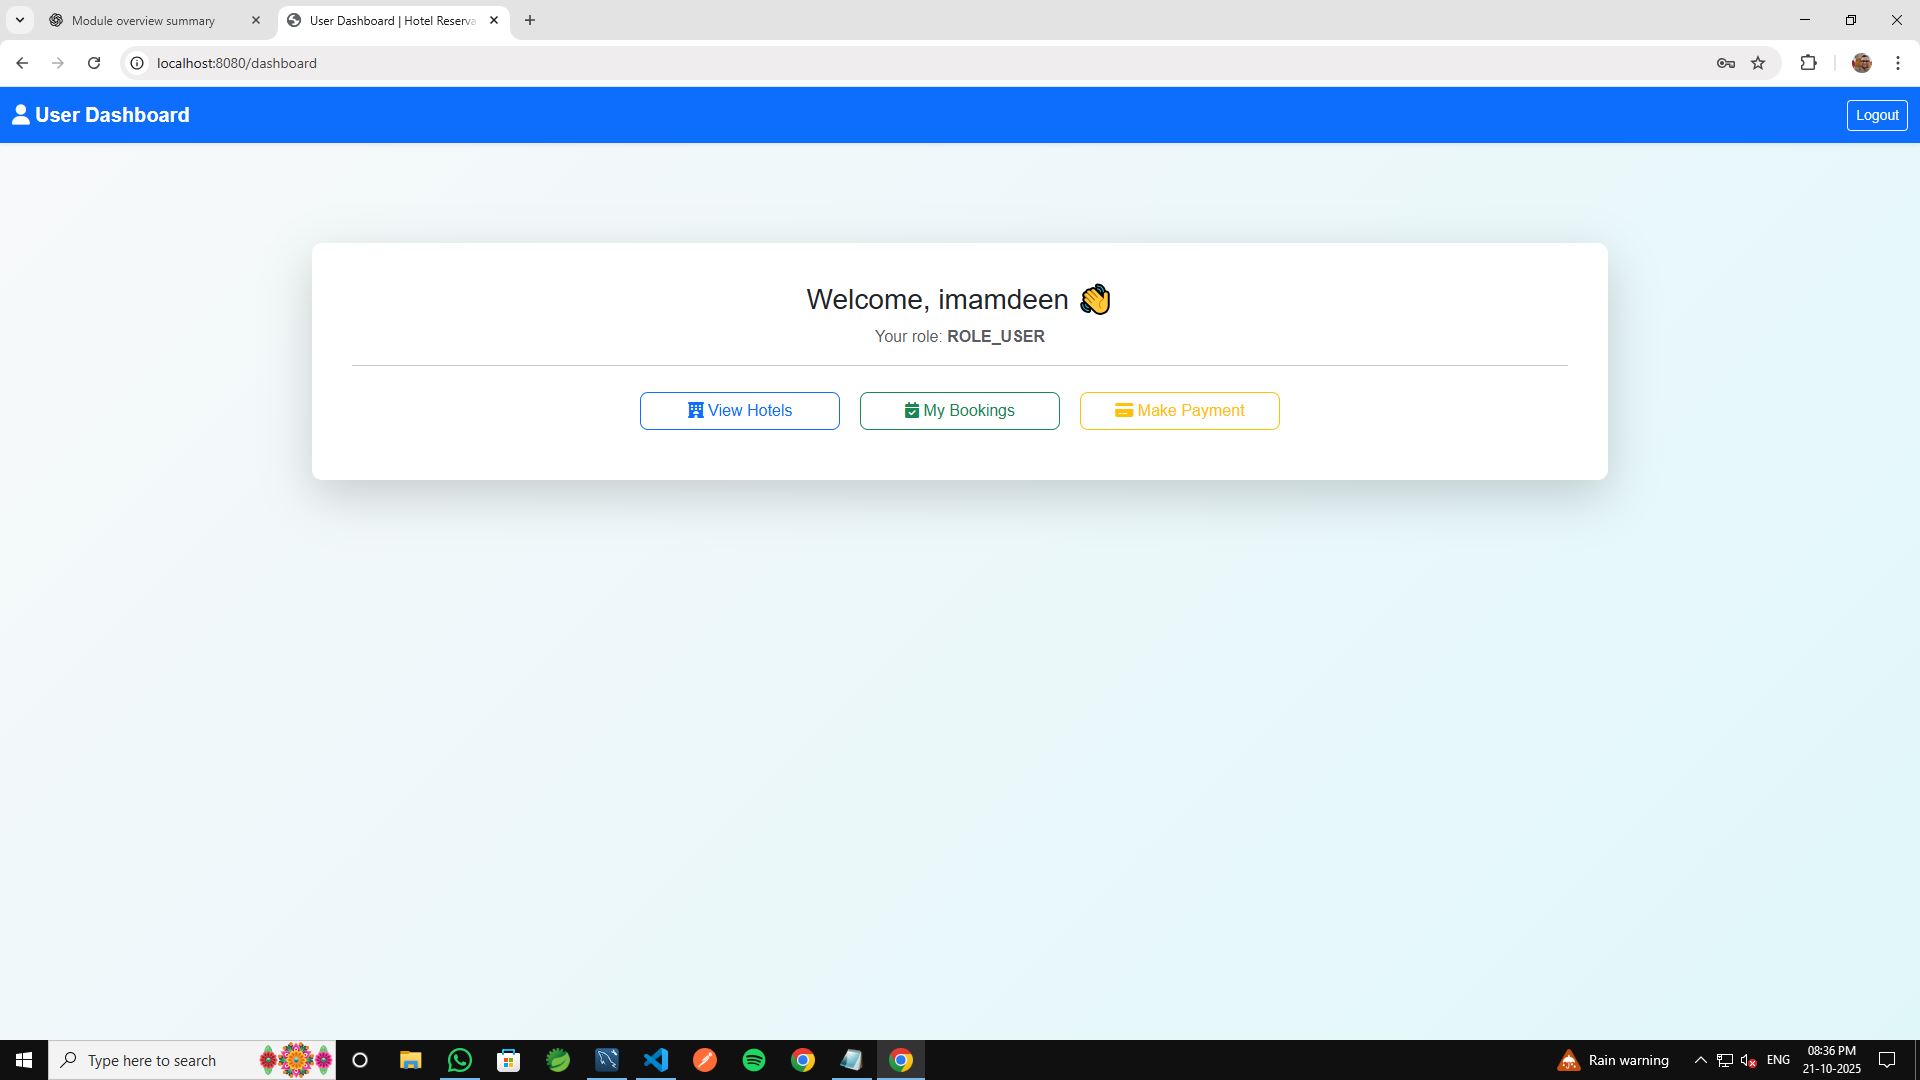 Module overview summary
User Dashboard | Hotel Reserva
localhost:8080/dashboard
User Dashboard
Logout
Welcome, imamdeen 👋
Your role: ROLE_USER
View Hotels
My Bookings
Make Payment
Type here to search
Rain warning
ENG
08:36 PM
21-10-2025